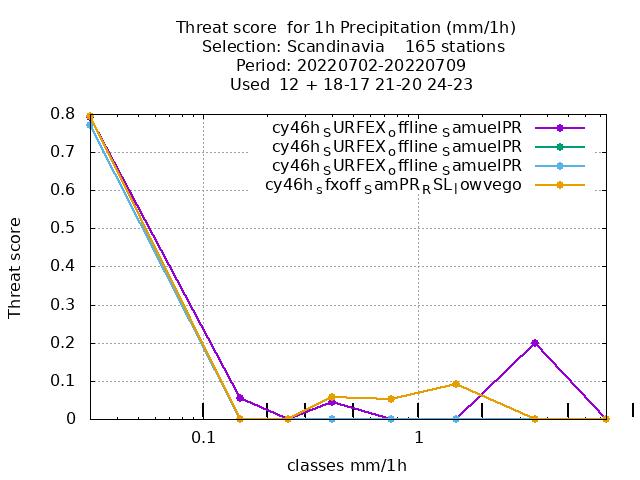 Threat score  for 1h Precipitation (mm/1h)
Selection: Scandinavia    165 stations
Period: 20220702-20220709
Used  12 + 18-17 21-20 24-23
cy46h_SURFEX_offline_SamuelPR
cy46h_SURFEX_offline_SamuelPR
cy46h_SURFEX_offline_SamuelPR
cy46h_sfxoff_SamPR_RSL_lowvego
0.8
0.7
0.6
0.5
0.4
0.3
0.2
0.1
0
Threat score
0.1 1
classes mm/1h